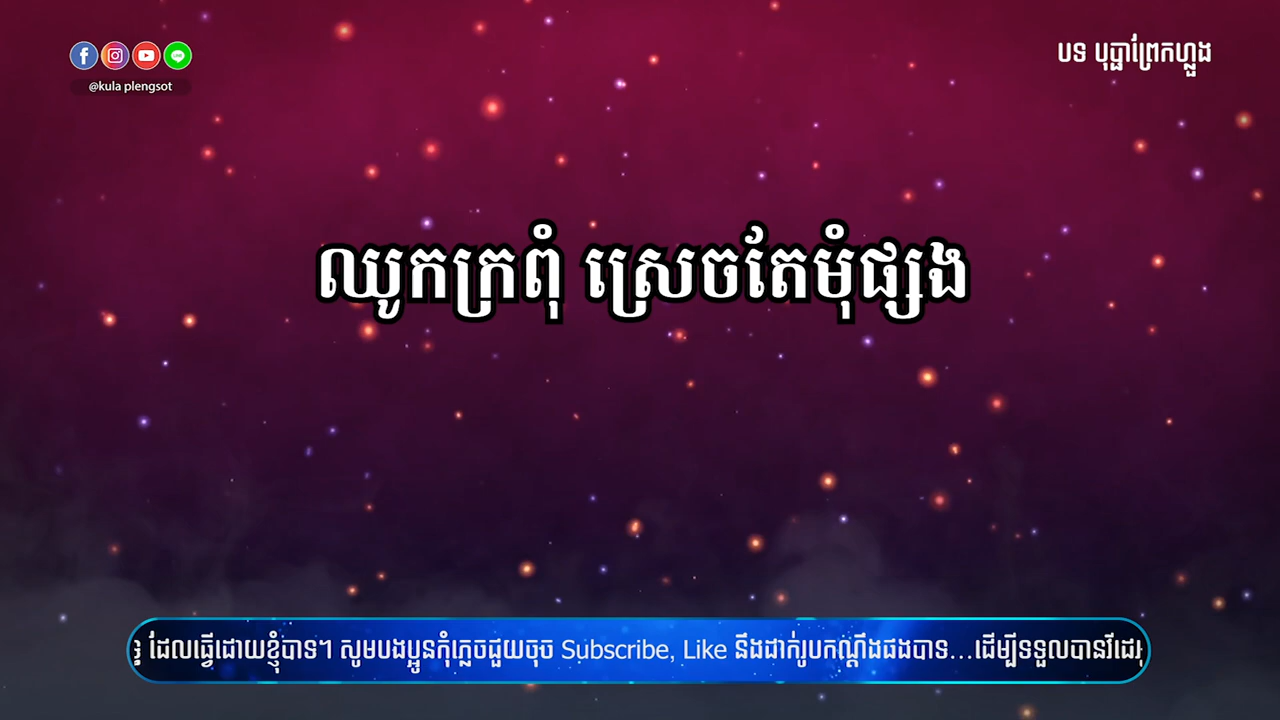 @kula plengsot
បទ បុប្ផាព្រែកហ្លួង
ឈូកក្រពុំ ស្រេចតែមុំផ្សង
ដែលធ្វើដោយខ្ញុំបាទ។ សូមបងប្អូនកុំភ្លេចជួយចុច Subscribe, Like នឹងដាក់រូបកណ្ដឹងផងបាទ...ដើម្បីទទួលបានវីដេអូ